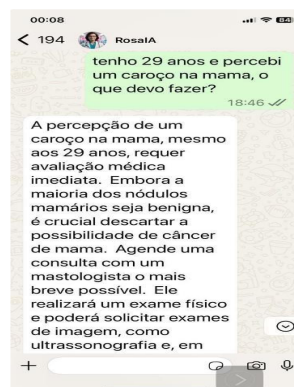 00:08
84
194
RosaIA
tenho 29 anos e percebi
um caroço na mama, o
que devo fazer?
18:46
A percepção de um
caroço na mama, mesmo
aos 29 anos, requer
avaliação médica
imediata. Embora a
maioria dos nódulos
mamários seja benigna,
é crucial descartar a
possibilidade de câncer
de mama. Agende uma
consulta com um
mastologista o mais
breve possível. Ele
realizará um exame físico
e poderá solicitar exames
de imagem, como
ultrassonografia e, em